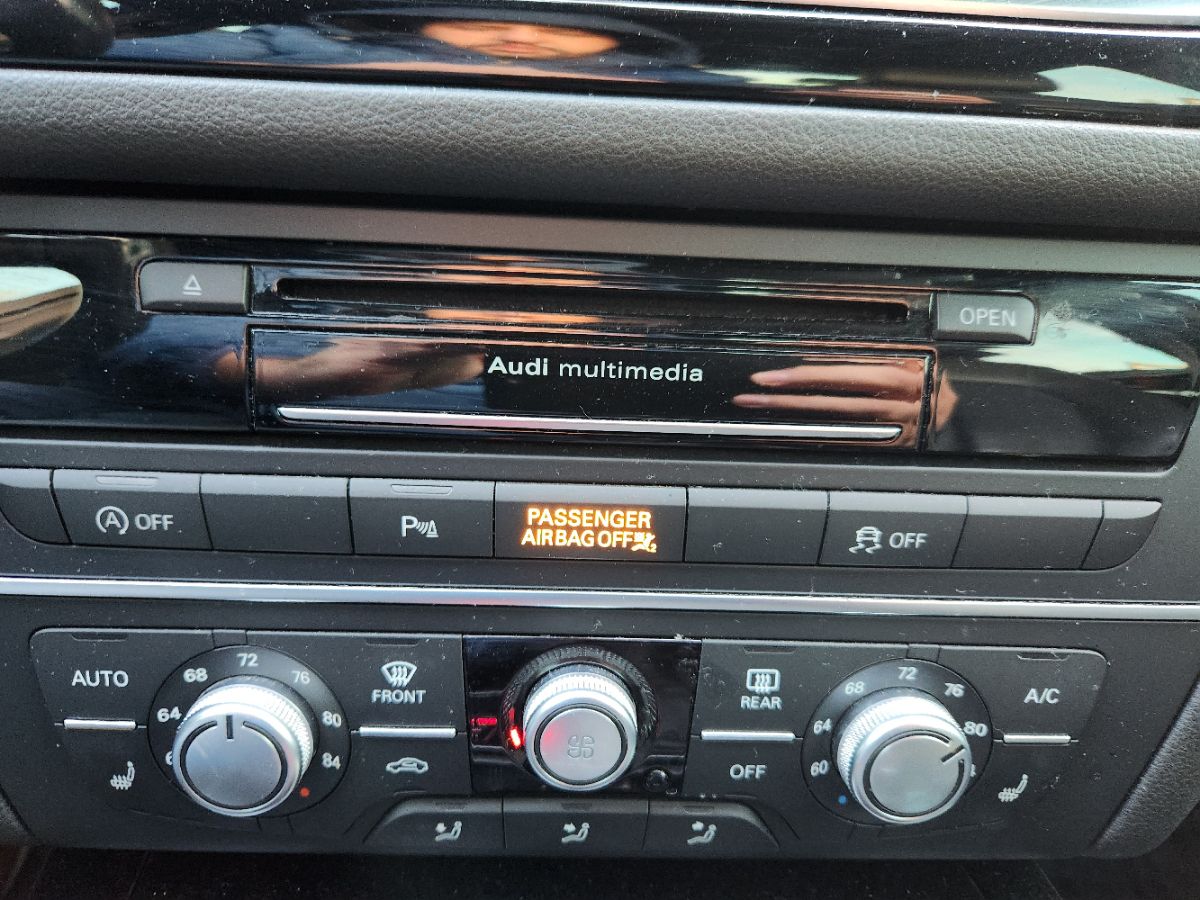 OPEN
Audi multimedia
A OFF
P
PASSENGER
AIRBAG OFF 2
OFF
AUTO
64 68 72 76 80 84
FRONT
REAR
60 64 68 72 76 80
A/C
OFF